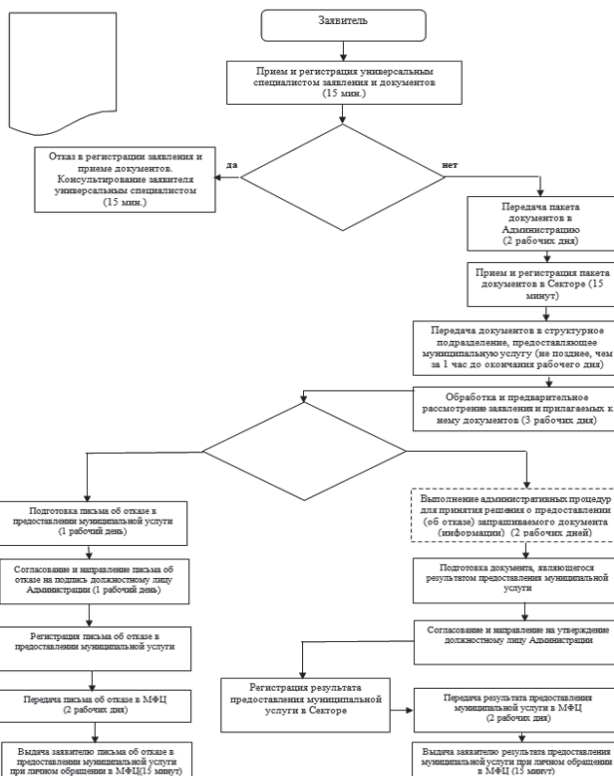 Заявитель
Прием и регистрация универсальным
специалистом заявления и документов
(15 мин.)
да
нет
Отказ в регистрации заявления и
приеме документов.
Консультирование заявителя
универсальным специалистом
(15 мин.)
Передача пакета
документов в
Администрацию
(2 рабочих дня)
Прием и регистрация пакета
документов в Секторе (15
минут)
Передача документов в структурное
подразделение, предоставляющее
муниципальную услугу (не позднее, чем
за 1 час до окончания рабочего дня)
Обработка и предварительное
рассмотрение заявления и прилагаемых к
нему документов (3 рабочих дня)
Подготовка письма об отказе в
предоставлении муниципальной услуги
(1 рабочий день)
Согласование и направление письма об
отказе на подпись должностному лицу
Администрации (1 рабочий день)
Регистрация письма об отказе в
предоставлении муниципальной услуги
Передача письма об отказе в МФЦ
(2 рабочих дня)
Выдача заявителю письма об отказе в
предоставлении муниципальной услуги
при личном обращении в МФЦ(15 минут)
Выполнение административных процедур
для принятия решения о предоставлении
(об отказе) запрашиваемого документа
(информации) (2 рабочих дней)
Подготовка документа, являющегося
результатом предоставления муниципальной
услуги
Согласование и направление на утверждение
должностному лицу Администрации
Регистрация результата
предоставления муниципальной
услуги в Секторе
Передача результата предоставления
муниципальной услуги в МФЦ
(2 рабочих дня)
Выдача заявителю результата предоставления
муниципальной услуги при личном обращении
в МФЦ (15 минут)